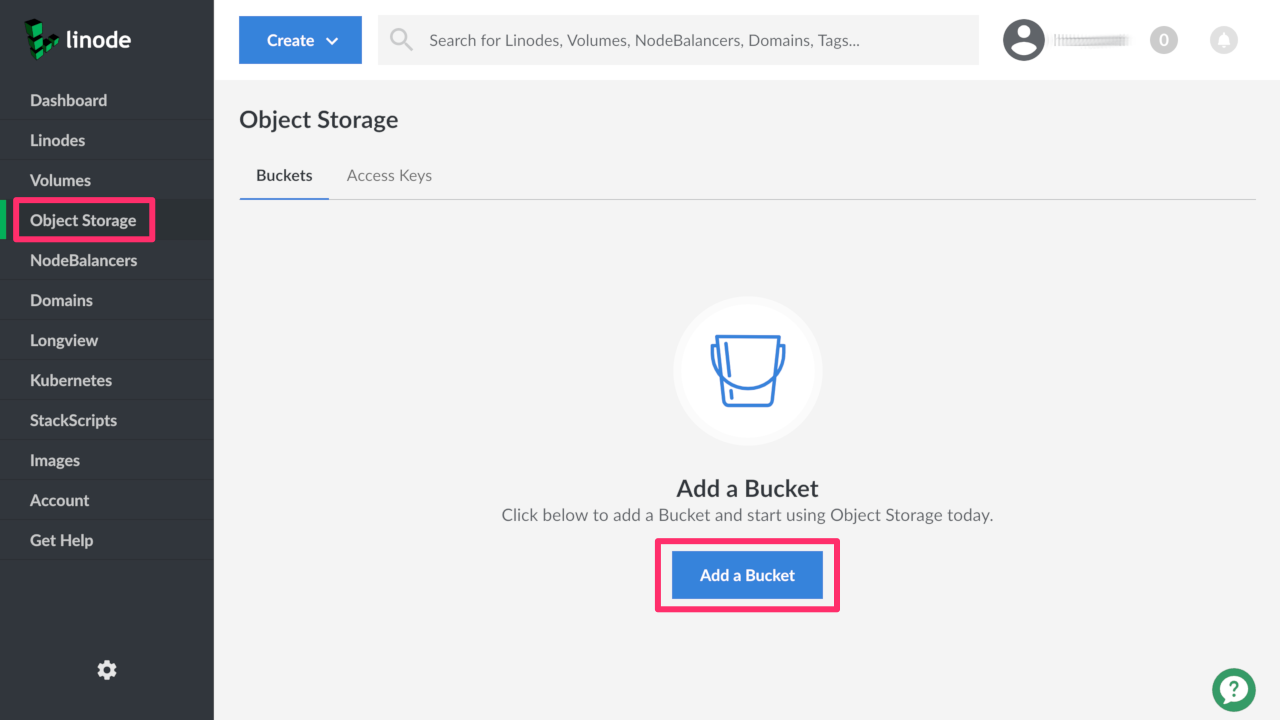 linode
Create
Search for Linodes, Volumes, NodeBalancers, Domains, Tags...
0
Dashboard
Linodes
Volumes
Object Storage
NodeBalancers
Domains
Longview
Kubernetes
StackScripts
Images
Account
Get Help
Object Storage
Buckets Access Keys
Add a Bucket
Click below to add a Bucket and start using Object Storage today.
Add a Bucket
?